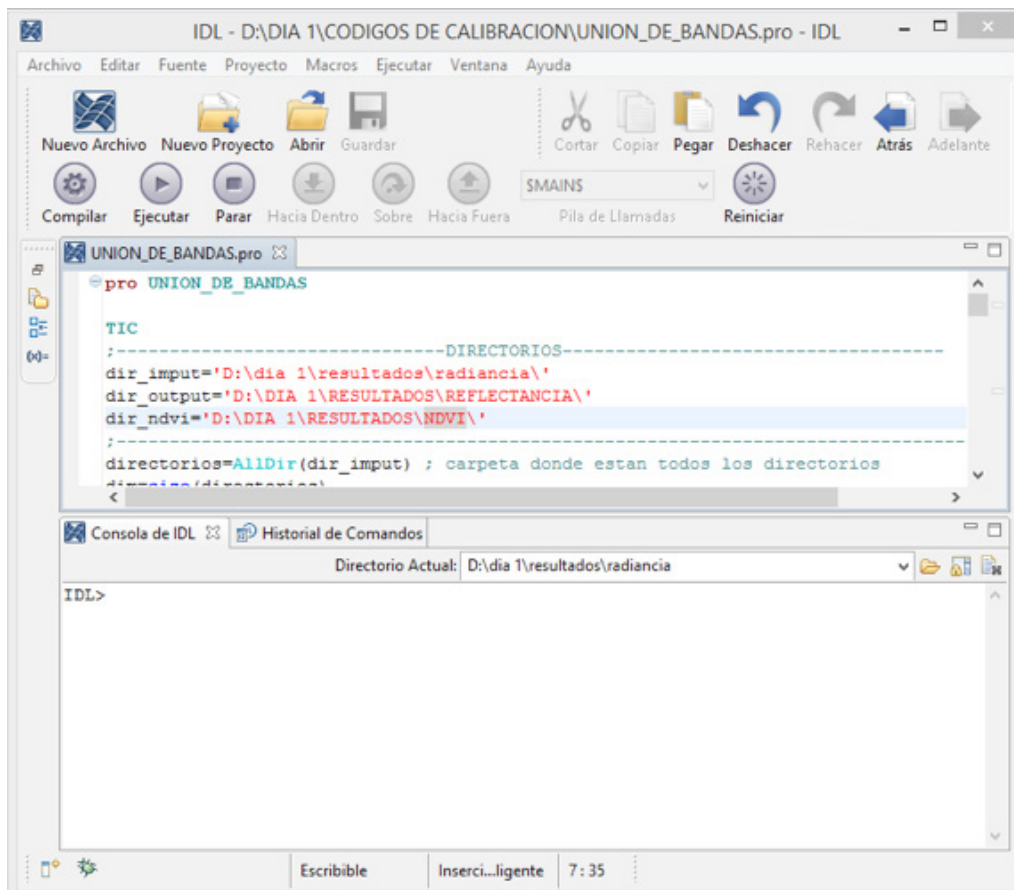 IDL - D:\DIA 1\CODIGOS DE CALIBRACION\UNION_DE_BANDAS.pro - IDL
Archivo Editar Fuente Proyecto Macros Ejecutar Ventana Ayuda
Nuevo Archivo Nuevo Proyecto Abrir Guardar Cortar Copiar Pegar Deshacer Rehacer Atrás Adelante
$MAIN$
Compilar Ejecutar Parar Hacia Dentro Sobre Hacia Fuera Pila de Llamadas Reiniciar
UNION_DE_BANDAS.pro
pro UNION_DE_BANDAS
TIC
;-------------------------------DIRECTORIOS------------------------------------
dir_imput='D:\dia 1\resultados\radiancia\'
dir_output='D:\DIA 1\RESULTADOS\REFLECTANCIA\'
dir_ndvi='D:\DIA 1\RESULTADOS\NDVI\'
;--------------------------------------------------------------------------------
directorios=AllDir(dir_imput) ; carpeta donde estan todos los directorios
dim=size(directorios)
(x)=
Consola de IDL Historial de Comandos
Directorio Actual: D:\dia 1\resultados\radiancia
IDL>
Escribible Inserci...ligente 7 : 35